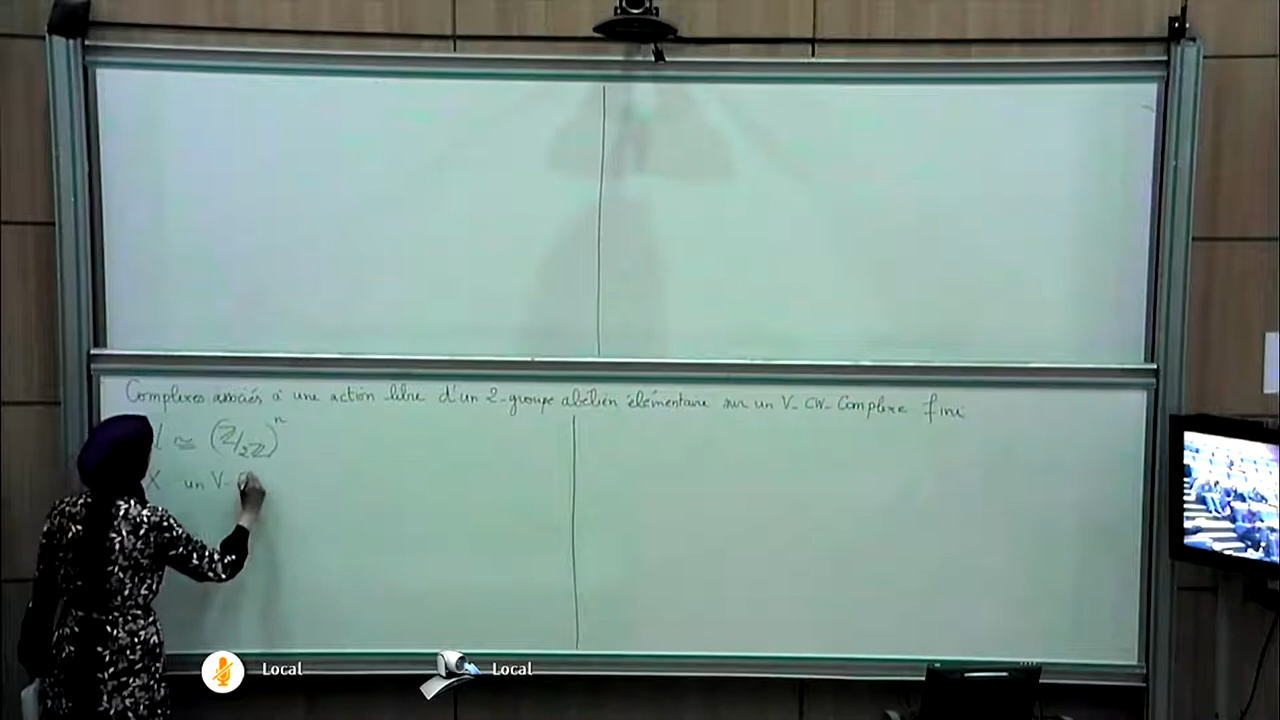 Complexes associés à une action libre d'un 2-groupe abélien élémentaire sur un V-CW-Complexe fini
≃ (Z/2Z)^n
X un V-
Local
Local